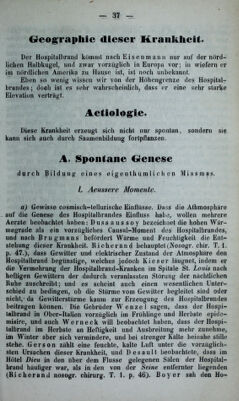 — 37 —
Geographie dieser Krankheit.
Der Hospitalbrand kommt nach Eisenmann nur auf der nörd-
lichen Halbkugel, und zwar vorzüglich in Europa vor; in wiefern er
im nördlichen Amerika zu Hause ist, ist noch unbekannt.
Eben so wenig wissen wir von der Höhengrenze des Hospital-
brandes; doch ist es sehr wahrscheinlich, dass er eine sehr starke
Elevation verträgt.
Aetiologie.
Diese Krankheit erzeugt sich nicht nur spontan, sondern sie
kann sich auch durch Saamenbildung fortpflanzen.
A. Spontane Genese
durch Bildung eines eigenthümlichen Miasmas.
1. Aeussere Momente.
a) Gewisse cosmisch-tellurische Einflüsse. Dass die Athmosphäre
auf die Genese des Hospitalbrandes Einfluss habe, wollen mehrere
Aerzte beobachtet haben: Dussaussoy bezeichnet die hohen Wär-
megrade als ein vorzügliches Causal-Moment des Hospitalbrandes,
und nach Brugmans befördert Wärme und Feuchtigkeit die Ent-
stehung dieser Krankheit. Richerand behauptet (Nosogr. chir. T. I.
p. 47.), dass Gewitter und elektrischer Zustand der Atmosphäre den
Hospitalbrand begünstige, welchen jedoch Kieser läugnet, indem er
die Vermehrung der Hospitalbrand-Kranken im Spitale St. Louis nach
heftigen Gewittern der dadurch veranlassten Störung der nächtlichen
Ruhe zuschreibt; und es scheint auch einen wesentlichen Unter-
schied zu bedingen, ob die Stürme von Gewittern begleitet sind oder
nicht, da Gewitterstürme kaum zur Erzeugung des Hospitalbrandes
beitragen können. Bie Gebrüder Wenzel sagen, dass der Hospi-
talbrand in Ober-Italien vorzüglich im Frühlinge und Herbste epide-
misire, und nach Werneck will beobachtet haben, dass der Hospi-
talbrand im Herbste an Heftigkeit und Ausbreitung mehr zunehme,
im Winter aber sich vermindere, und bei strenger Kälte beinahe stille
stehe. Gerson zählt eine feuchte, kalte Luft unter die vorzüglich-
sten Ursachen dieser Krankheit, und Desault beobachtete, dass im
Hôtel Dieu in den über dem Flusse gelegenen Sälen der Hospital-
brand häufiger war, als in den von der Seine entfernter liegenden
(Richerand nosogr. chirurg. T. I. p. 46). Boyer sah den Ho-